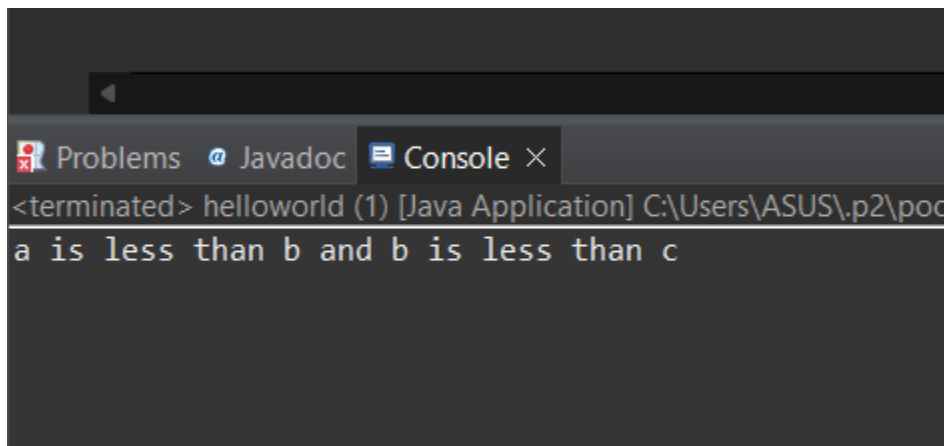 Problems @ Javadoc Console
<terminated> helloworld (1) [Java Application] C:\Users\ASUS\.p2\poo
a is less than b and b is less than c